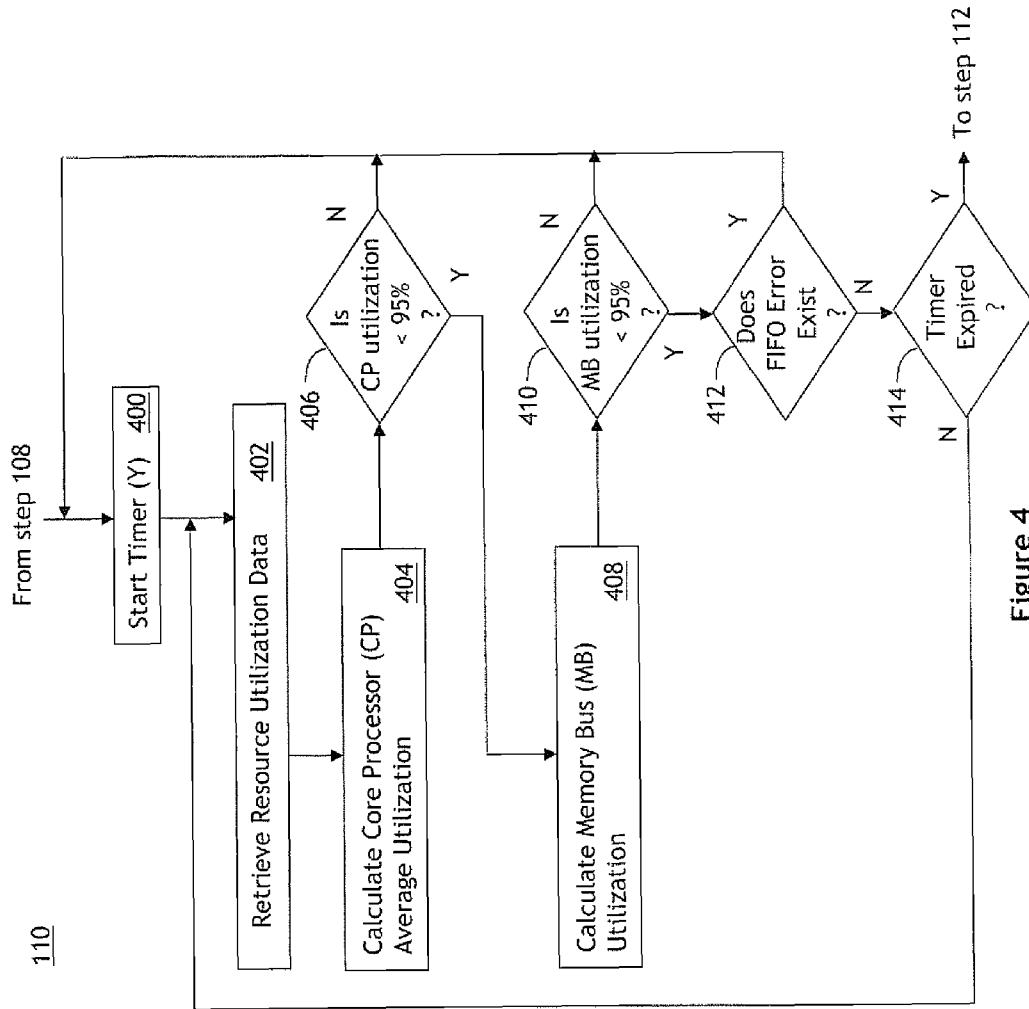 110
From step 108
Start Timer (Y) 400
Retrieve Resource Utilization Data 402
Calculate Core Processor (CP)
Average Utilization 404
406
Is
CP utilization
< 95%
?
N
Y
Calculate Memory Bus (MB)
Utilization 408
410
Is
MB utilization
< 95%
?
N
Y
412
Does
FIFO Error
Exist
?
Y
N
414
Timer
Expired
?
N
Y
To step 112
Figure 4